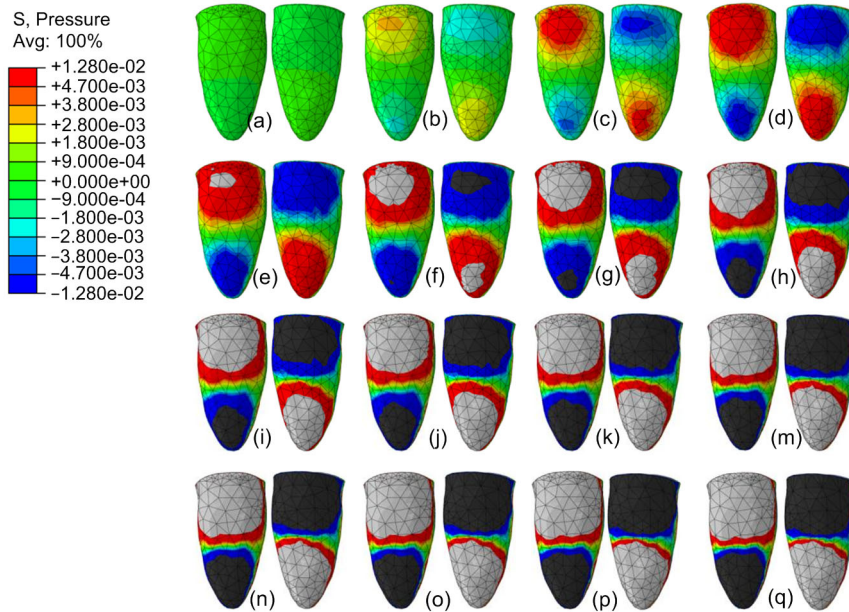 S, Pressure
Avg: 100%
+1.280e-02
+4.700e-03
+3.800e-03
+2.800e-03
+1.800e-03
+9.000e-04
+0.000e+00
−9.000e-04
−1.800e-03
−2.800e-03
−3.800e-03
−4.700e-03
−1.280e-02
(a)
(b)
(c)
(d)
(e)
(f)
(g)
(h)
(i)
(j)
(k)
(m)
(n)
(o)
(p)
(q)